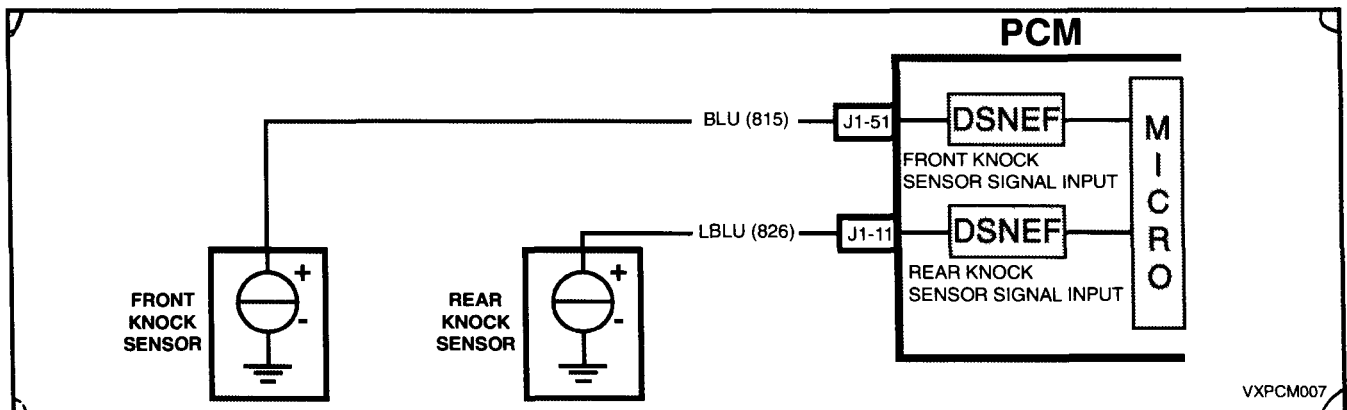 PCM
BLU (815)
J1-51
DSNEF
FRONT KNOCK
SENSOR SIGNAL INPUT
LBLU (826)
J1-11
DSNEF
REAR KNOCK
SENSOR SIGNAL INPUT
MICRO
+
-
FRONT
KNOCK
SENSOR
+
-
REAR
KNOCK
SENSOR
VXPCM007